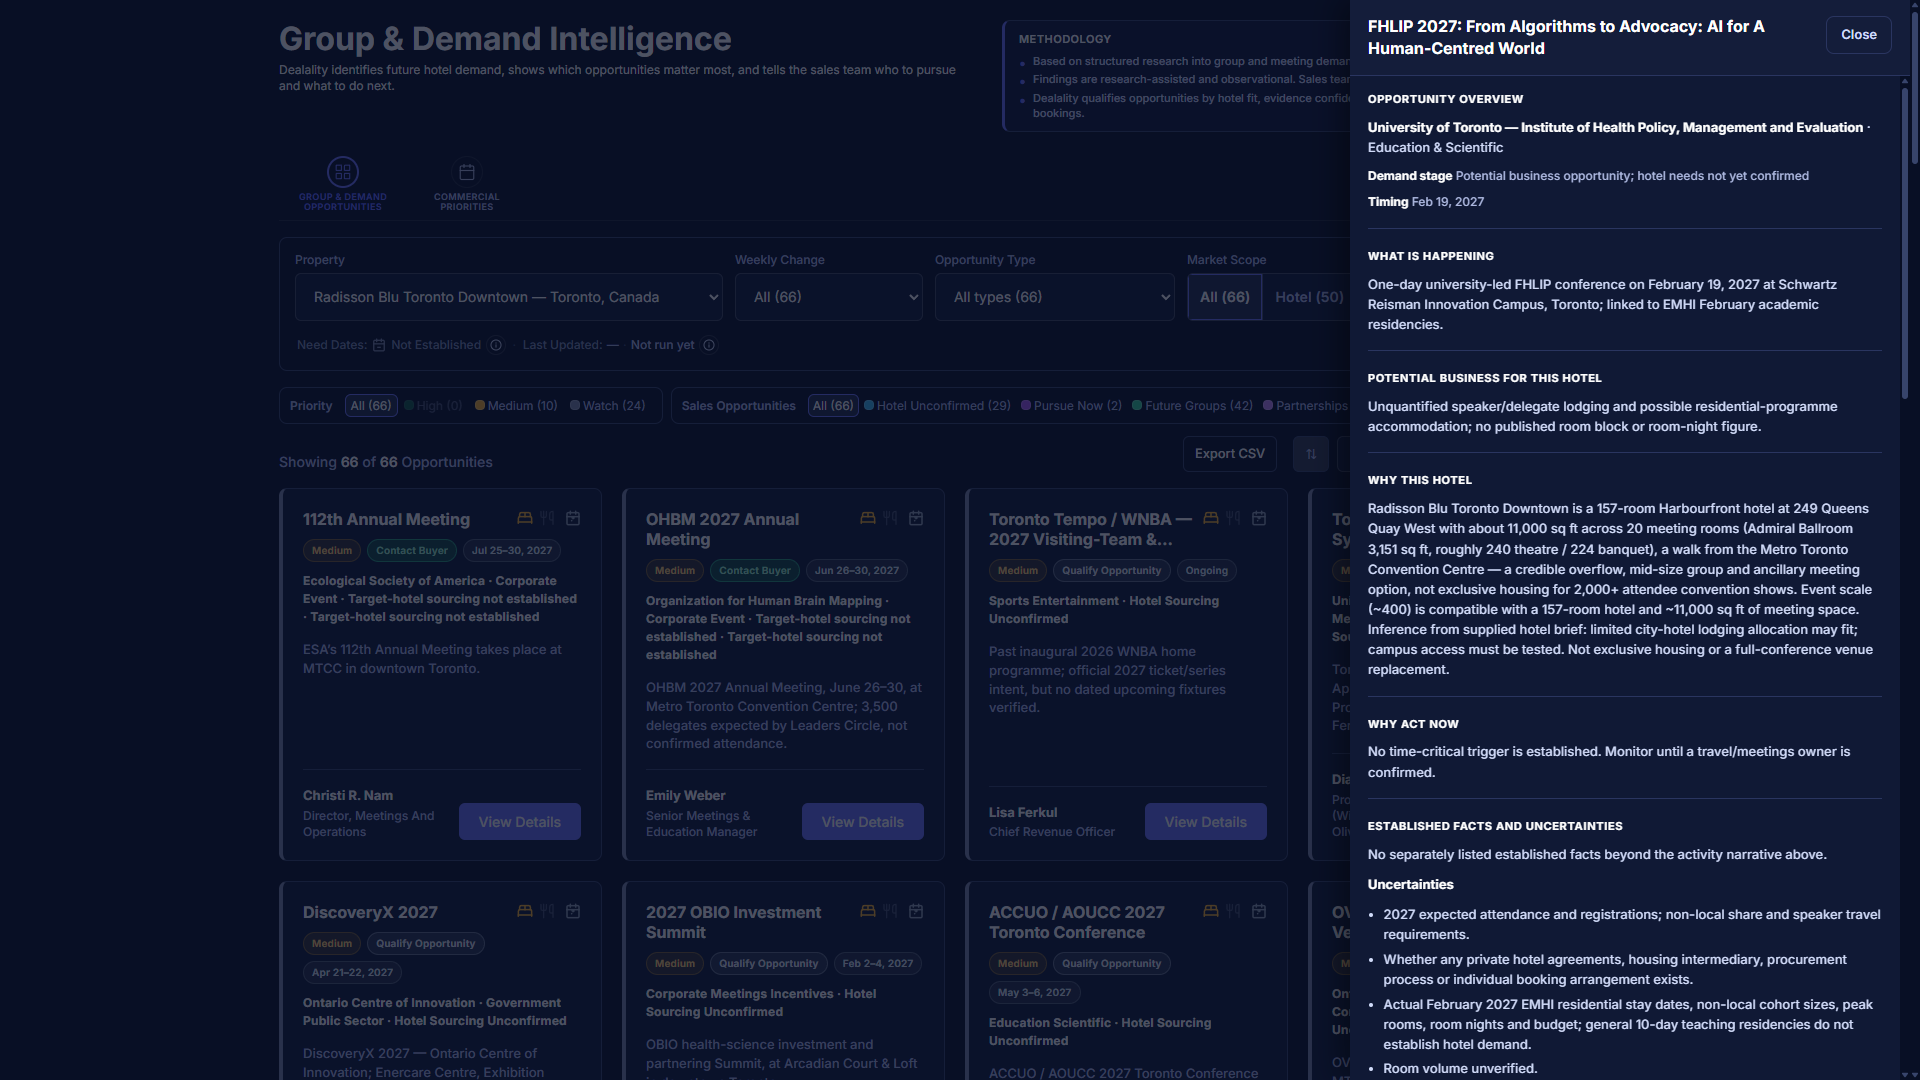 Group & Demand Intelligence
Dealality identifies future hotel demand, shows which opportunities matter most, and tells the sales team who to pursue
and what to do next.
METHODOLOGY
Based on structured research into group and meeting
Findings are research-assisted and observational. Sales
Dealality qualifies opportunities by hotel fit, evidence
bookings.
GROUP & DEMAND
OPPORTUNITIES
COMMERCIAL
PRIORITIES
Property
Weekly Change
Opportunity Type
Market Scope
Radisson Blu Toronto Downtown — Toronto, Canada
All (66)
All types (66)
All (66)
Hotel (50)
Need Dates:
Not Established
· Last Updated: — · Not run yet
Priority
All (66)
High (0)
Medium (10)
Watch (24)
Sales Opportunities
All (66)
Hotel Unconfirmed (29)
Pursue Now (2)
Future Groups (42)
Partnerships
Showing 66 of 66 Opportunities
Export CSV
112th Annual Meeting
Medium
Contact Buyer
Jul 25–30, 2027
Ecological Society of America · Corporate
Event · Target-hotel sourcing not established
· Target-hotel sourcing not established
ESA's 112th Annual Meeting takes place at
MTCC in downtown Toronto.
Christi R. Nam
Director, Meetings And
Operations
View Details
OHBM 2027 Annual
Meeting
Medium
Contact Buyer
Jun 26–30, 2027
Organization for Human Brain Mapping ·
Corporate Event · Target-hotel sourcing not
established · Target-hotel sourcing not
established
OHBM 2027 Annual Meeting, June 26–30, at
Metro Toronto Convention Centre; 3,500
delegates expected by Leaders Circle, not
confirmed attendance.
Emily Weber
Senior Meetings &
Education Manager
View Details
Toronto Tempo / WNBA —
2027 Visiting-Team &...
Medium
Qualify Opportunity
Ongoing
Sports Entertainment · Hotel Sourcing
Unconfirmed
Past inaugural 2026 WNBA home
programme; official 2027 ticket/series
intent, but no dated upcoming fixtures
verified.
Lisa Ferkul
Chief Revenue Officer
View Details
DiscoveryX 2027
Medium
Qualify Opportunity
Apr 21–22, 2027
Ontario Centre of Innovation · Government
Public Sector · Hotel Sourcing Unconfirmed
DiscoveryX 2027 — Ontario Centre of
Innovation; Enercare Centre, Exhibition
2027 OBIO Investment
Summit
Medium
Qualify Opportunity
Feb 2–4, 2027
Corporate Meetings Incentives · Hotel
Sourcing Unconfirmed
OBIO health-science investment and
partnering Summit, at Arcadian Court & Loft
ACCUO / AOUCC 2027
Toronto Conference
Medium
Qualify Opportunity
May 3–6, 2027
Education Scientific · Hotel Sourcing
Unconfirmed
ACCUO / AOUCC 2027 Toronto Conference
FHLIP 2027: From Algorithms to Advocacy: AI for A
Human-Centred World
Close
OPPORTUNITY OVERVIEW
University of Toronto — Institute of Health Policy, Management and Evaluation ·
Education & Scientific
Demand stage Potential business opportunity; hotel needs not yet confirmed
Timing Feb 19, 2027
WHAT IS HAPPENING
One-day university-led FHLIP conference on February 19, 2027 at Schwartz
Reisman Innovation Campus, Toronto; linked to EMHI February academic
residencies.
POTENTIAL BUSINESS FOR THIS HOTEL
Unquantified speaker/delegate lodging and possible residential-programme
accommodation; no published room block or room-night figure.
WHY THIS HOTEL
Radisson Blu Toronto Downtown is a 157-room Harbourfront hotel at 249 Queens
Quay West with about 11,000 sq ft across 20 meeting rooms (Admiral Ballroom
3,151 sq ft, roughly 240 theatre / 224 banquet), a walk from the Metro Toronto
Convention Centre — a credible overflow, mid-size group and ancillary meeting
option, not exclusive housing for 2,000+ attendee convention shows. Event scale
(~400) is compatible with a 157-room hotel and ~11,000 sq ft of meeting space.
Inference from supplied hotel brief: limited city-hotel lodging allocation may fit;
campus access must be tested. Not exclusive housing or a full-conference venue
replacement.
WHY ACT NOW
No time-critical trigger is established. Monitor until a travel/meetings owner is
confirmed.
ESTABLISHED FACTS AND UNCERTAINTIES
No separately listed established facts beyond the activity narrative above.
Uncertainties
• 2027 expected attendance and registrations; non-local share and speaker travel
requirements.
• Whether any private hotel agreements, housing intermediary, procurement
process or individual booking arrangement exists.
• Actual February 2027 EMHI residential stay dates, non-local cohort sizes, peak
rooms, room nights and budget; general 10-day teaching residencies do not
establish hotel demand.
• Room volume unverified.